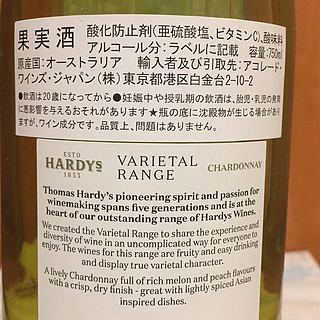 果実酒
酸化防止剤(亜硫酸塩、ビタミンC)、酸味料
アルコール分:ラベルに記載 容量:750ml
原産国:オーストラリア 輸入者及び引取先:アコレード・
ワインズ・ジャパン(株)東京都港区白金台2-10-2
●飲酒は20歳になってから●妊娠中や授乳期の飲酒は、胎児・乳児の発育
に悪影響を与えるおそれがあります★瓶の底に沈殿物が生じる場合があり
ますが、ワイン成分です。品質上、問題はありません。
ESTD
HARDYS
1853
VARIETAL
RANGE
CHARDONNAY
Thomas Hardy's pioneering spirit and passion for
winemaking spans five generations and is at the
heart of our outstanding range of Hardys Wines.
We created the Varietal Range to share the experience and
diversity of wine in an uncomplicated way for everyone to
enjoy. The wines for this range are fruity and easy drinking
and display true varietal character.
A lively Chardonnay full of rich melon and peach flavours
with a crisp, dry finish - great with lightly spiced Asian
inspired dishes.